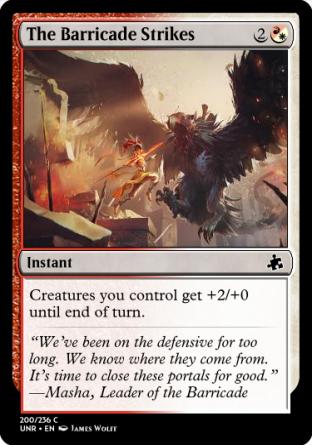 The Barricade Strikes 2
Instant
Creatures you control get +2/+0
until end of turn.
“We’ve been on the defensive for too
long. We know where they come from.
It’s time to close these portals for good.”
—Masha, Leader of the Barricade
200/236 C
UNR • EN James Wolff